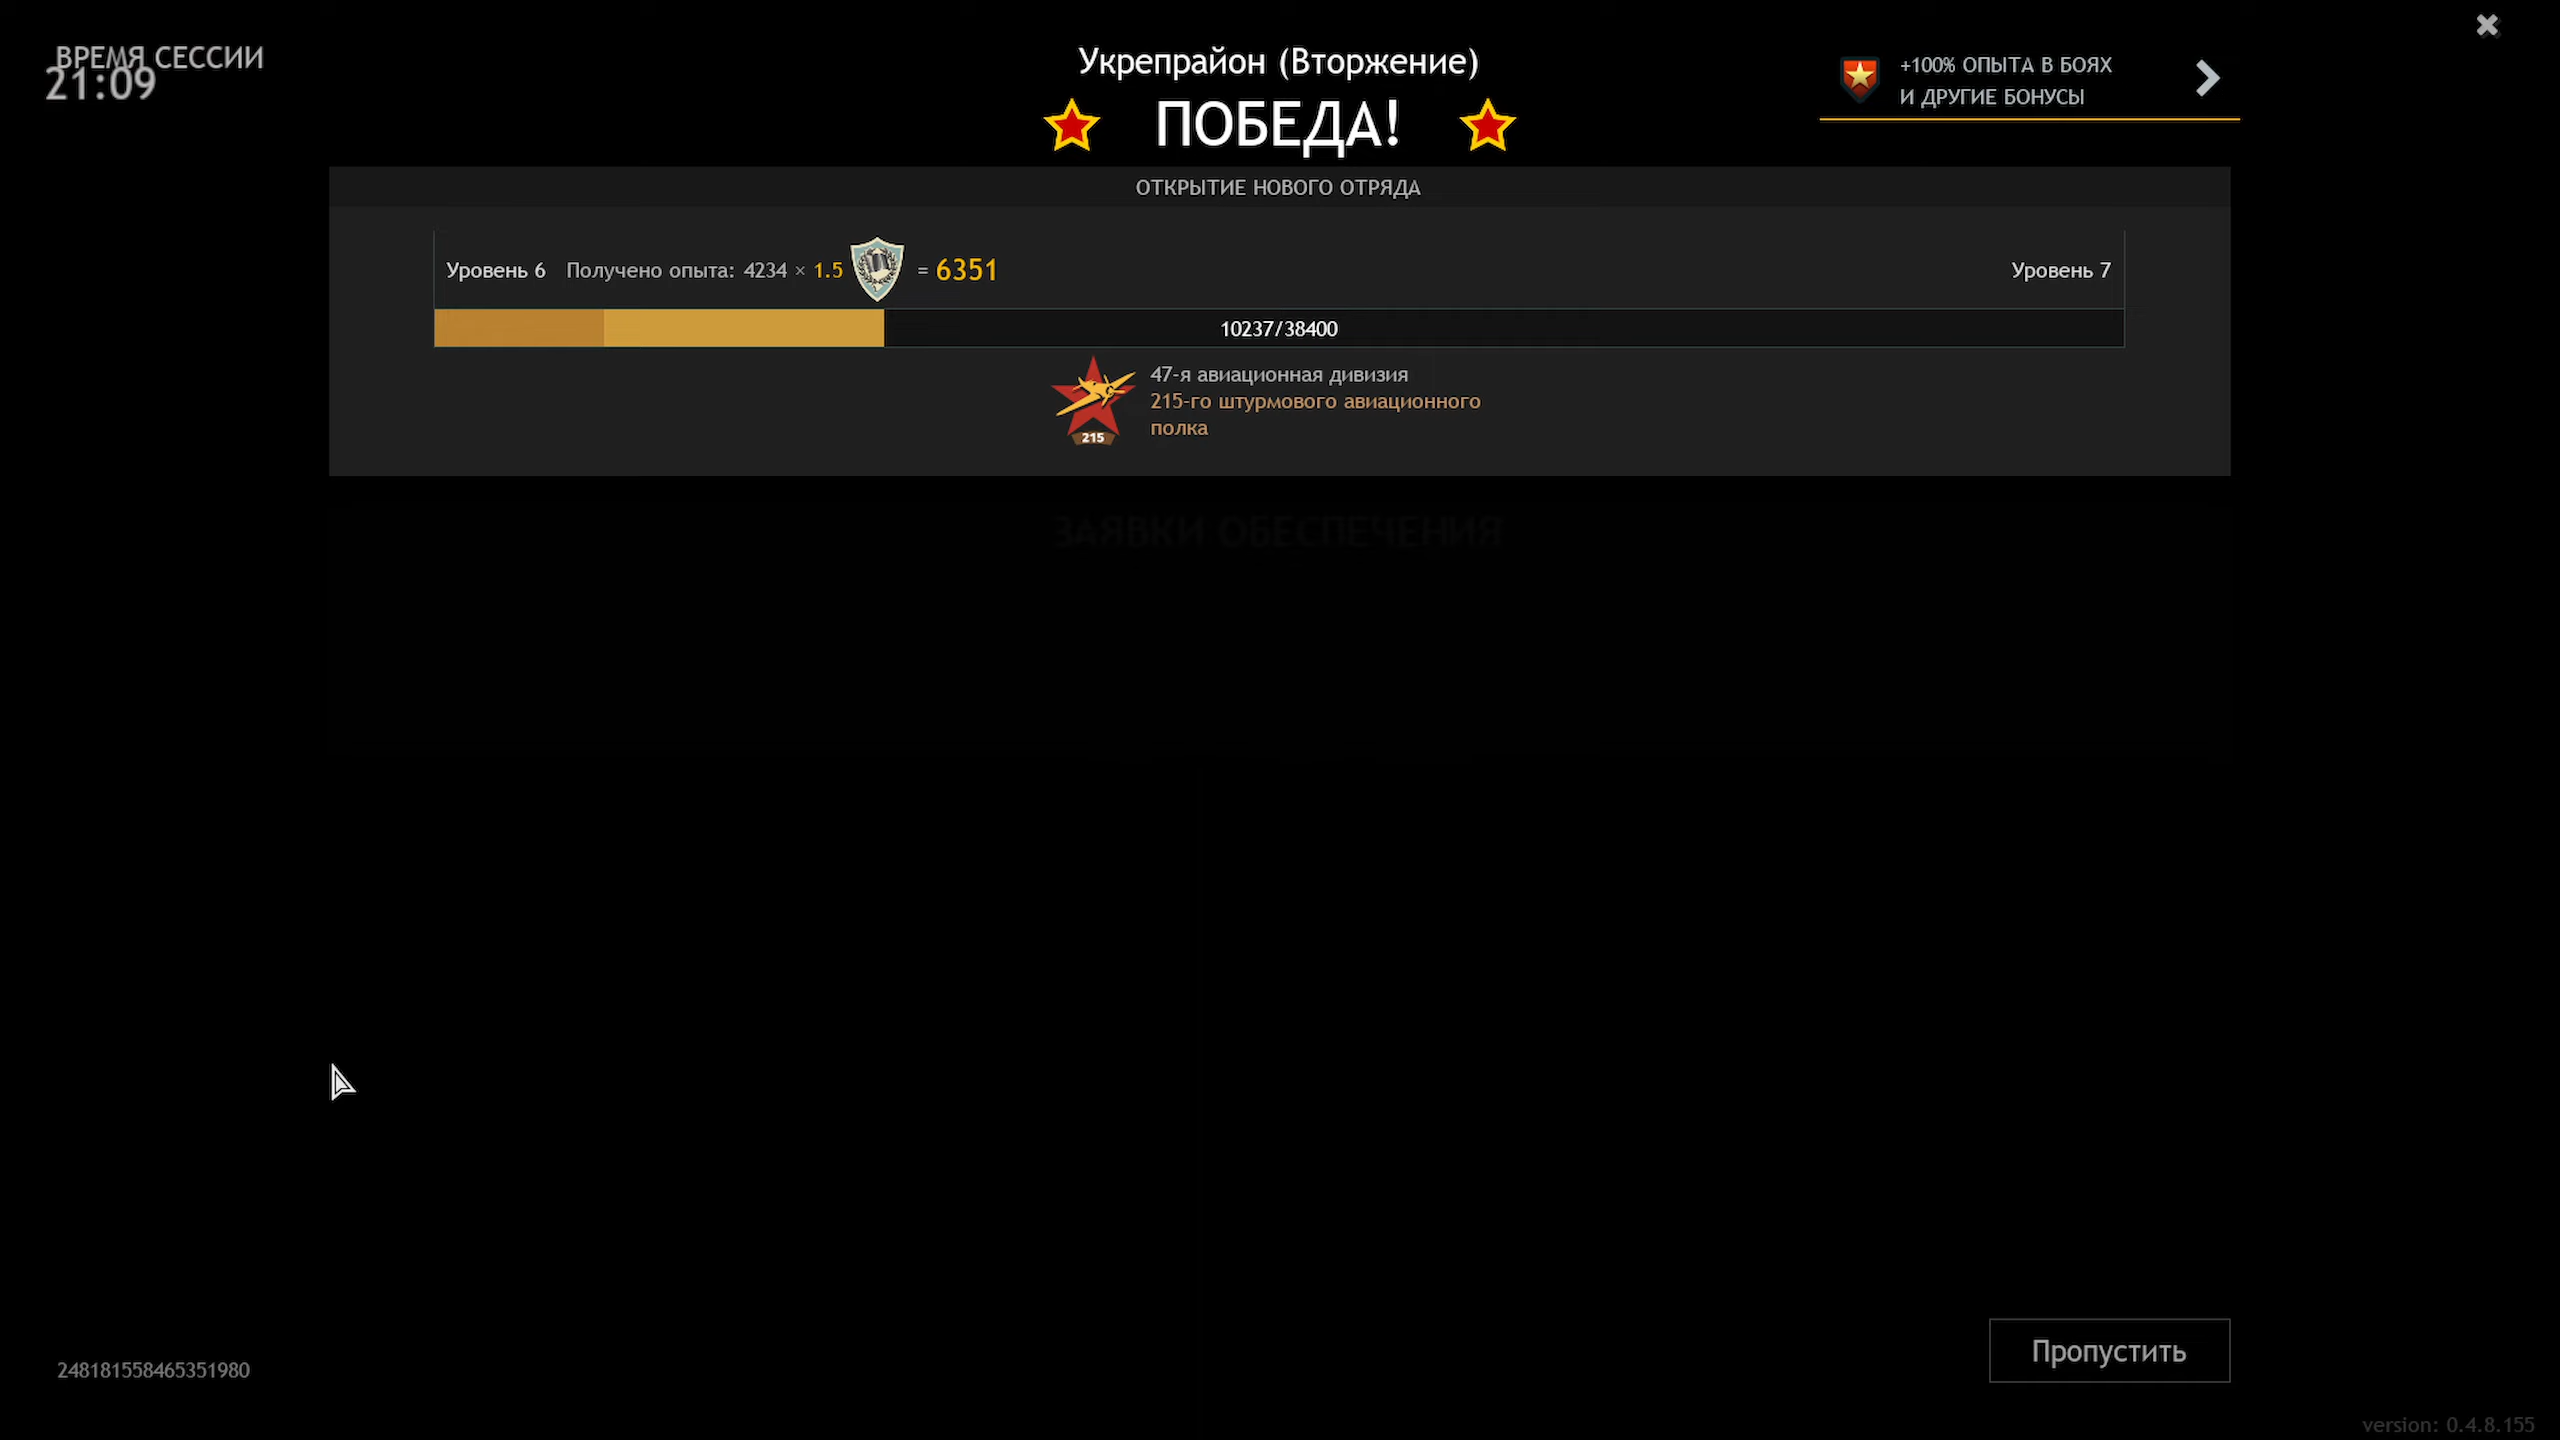 ВРЕМЯ СЕССИИ
21:09
Укрепрайон (Вторжение)
ПОБЕДА!
+100% ОПЫТА В БОЯХ
И ДРУГИЕ БОНУСЫ
ОТКРЫТИЕ НОВОГО ОТРЯДА
Уровень 6 Получено опыта: 4234 × 1.5 = 6351 Уровень 7
10237/38400
47-я авиационная дивизия
215-го штурмового авиационного
полка
215
ЗАЯВКИ ОБЕСПЕЧЕНИЯ
Пропустить
248181558465351980
version: 0.4.8.155